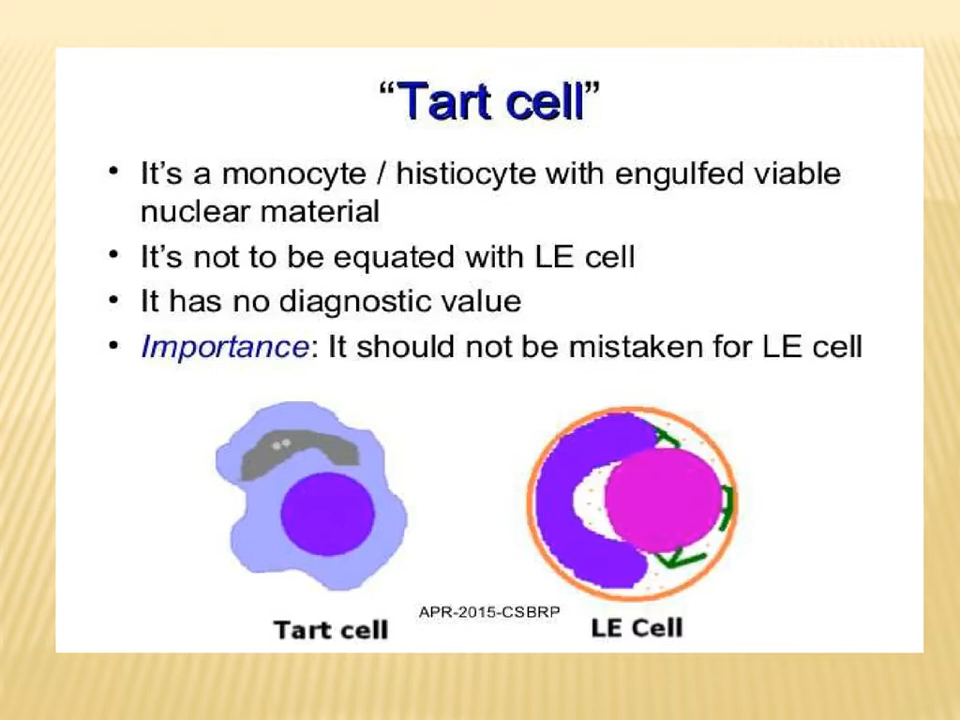 “Tart cell”
• It’s a monocyte / histiocyte with engulfed viable
nuclear material
• It’s not to be equated with LE cell
• It has no diagnostic value
• Importance: It should not be mistaken for LE cell
APR-2015-CSBRP
Tart cell
LE Cell